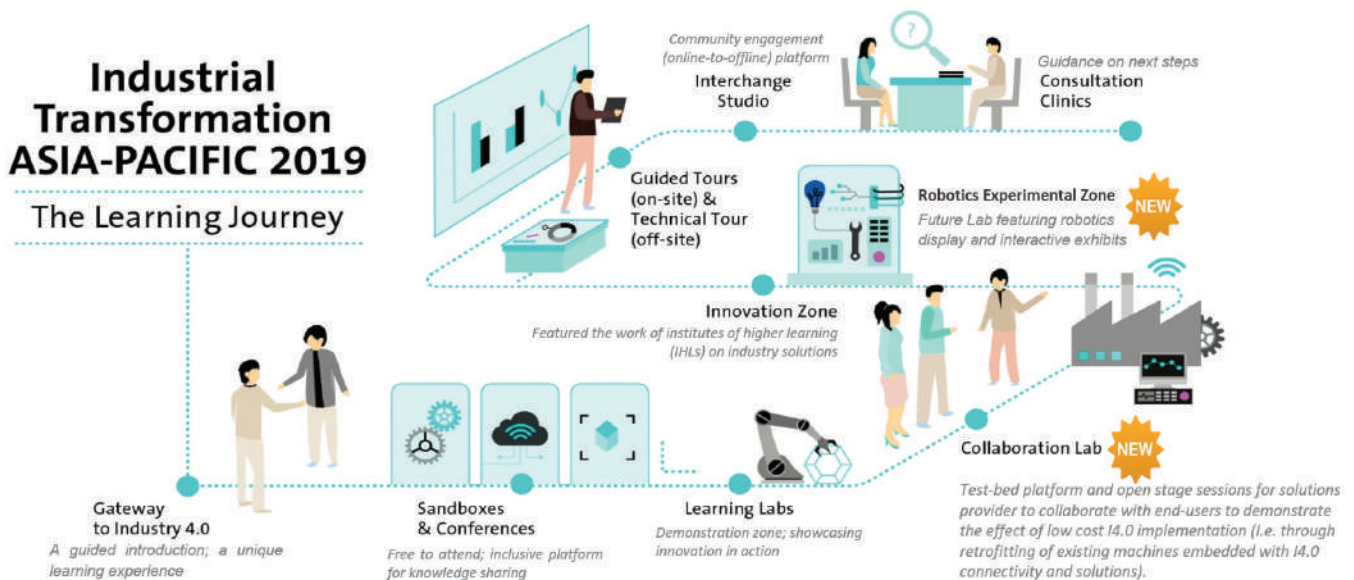 Industrial
Transformation
ASIA-PACIFIC 2019
The Learning Journey
Gateway
to Industry 4.0
A guided introduction; a unique
learning experience
Sandboxes
& Conferences
Free to attend; inclusive platform
for knowledge sharing
Learning Labs
Demonstration zone; showcasing
innovation in action
Collaboration Lab
NEW
Test-bed platform and open stage sessions for solutions
provider to collaborate with end-users to demonstrate
the effect of low cost I4.0 implementation (I.e. through
retrofitting of existing machines embedded with I4.0
connectivity and solutions).
Robotics Experimental Zone
NEW
Future Lab featuring robotics
display and interactive exhibits
Innovation Zone
Featured the work of institutes of higher learning
(IHLs) on industry solutions
Guided Tours
(on-site) &
Technical Tour
(off-site)
Community engagement
(online-to-offline) platform
Interchange
Studio
?
Guidance on next steps
Consultation
Clinics